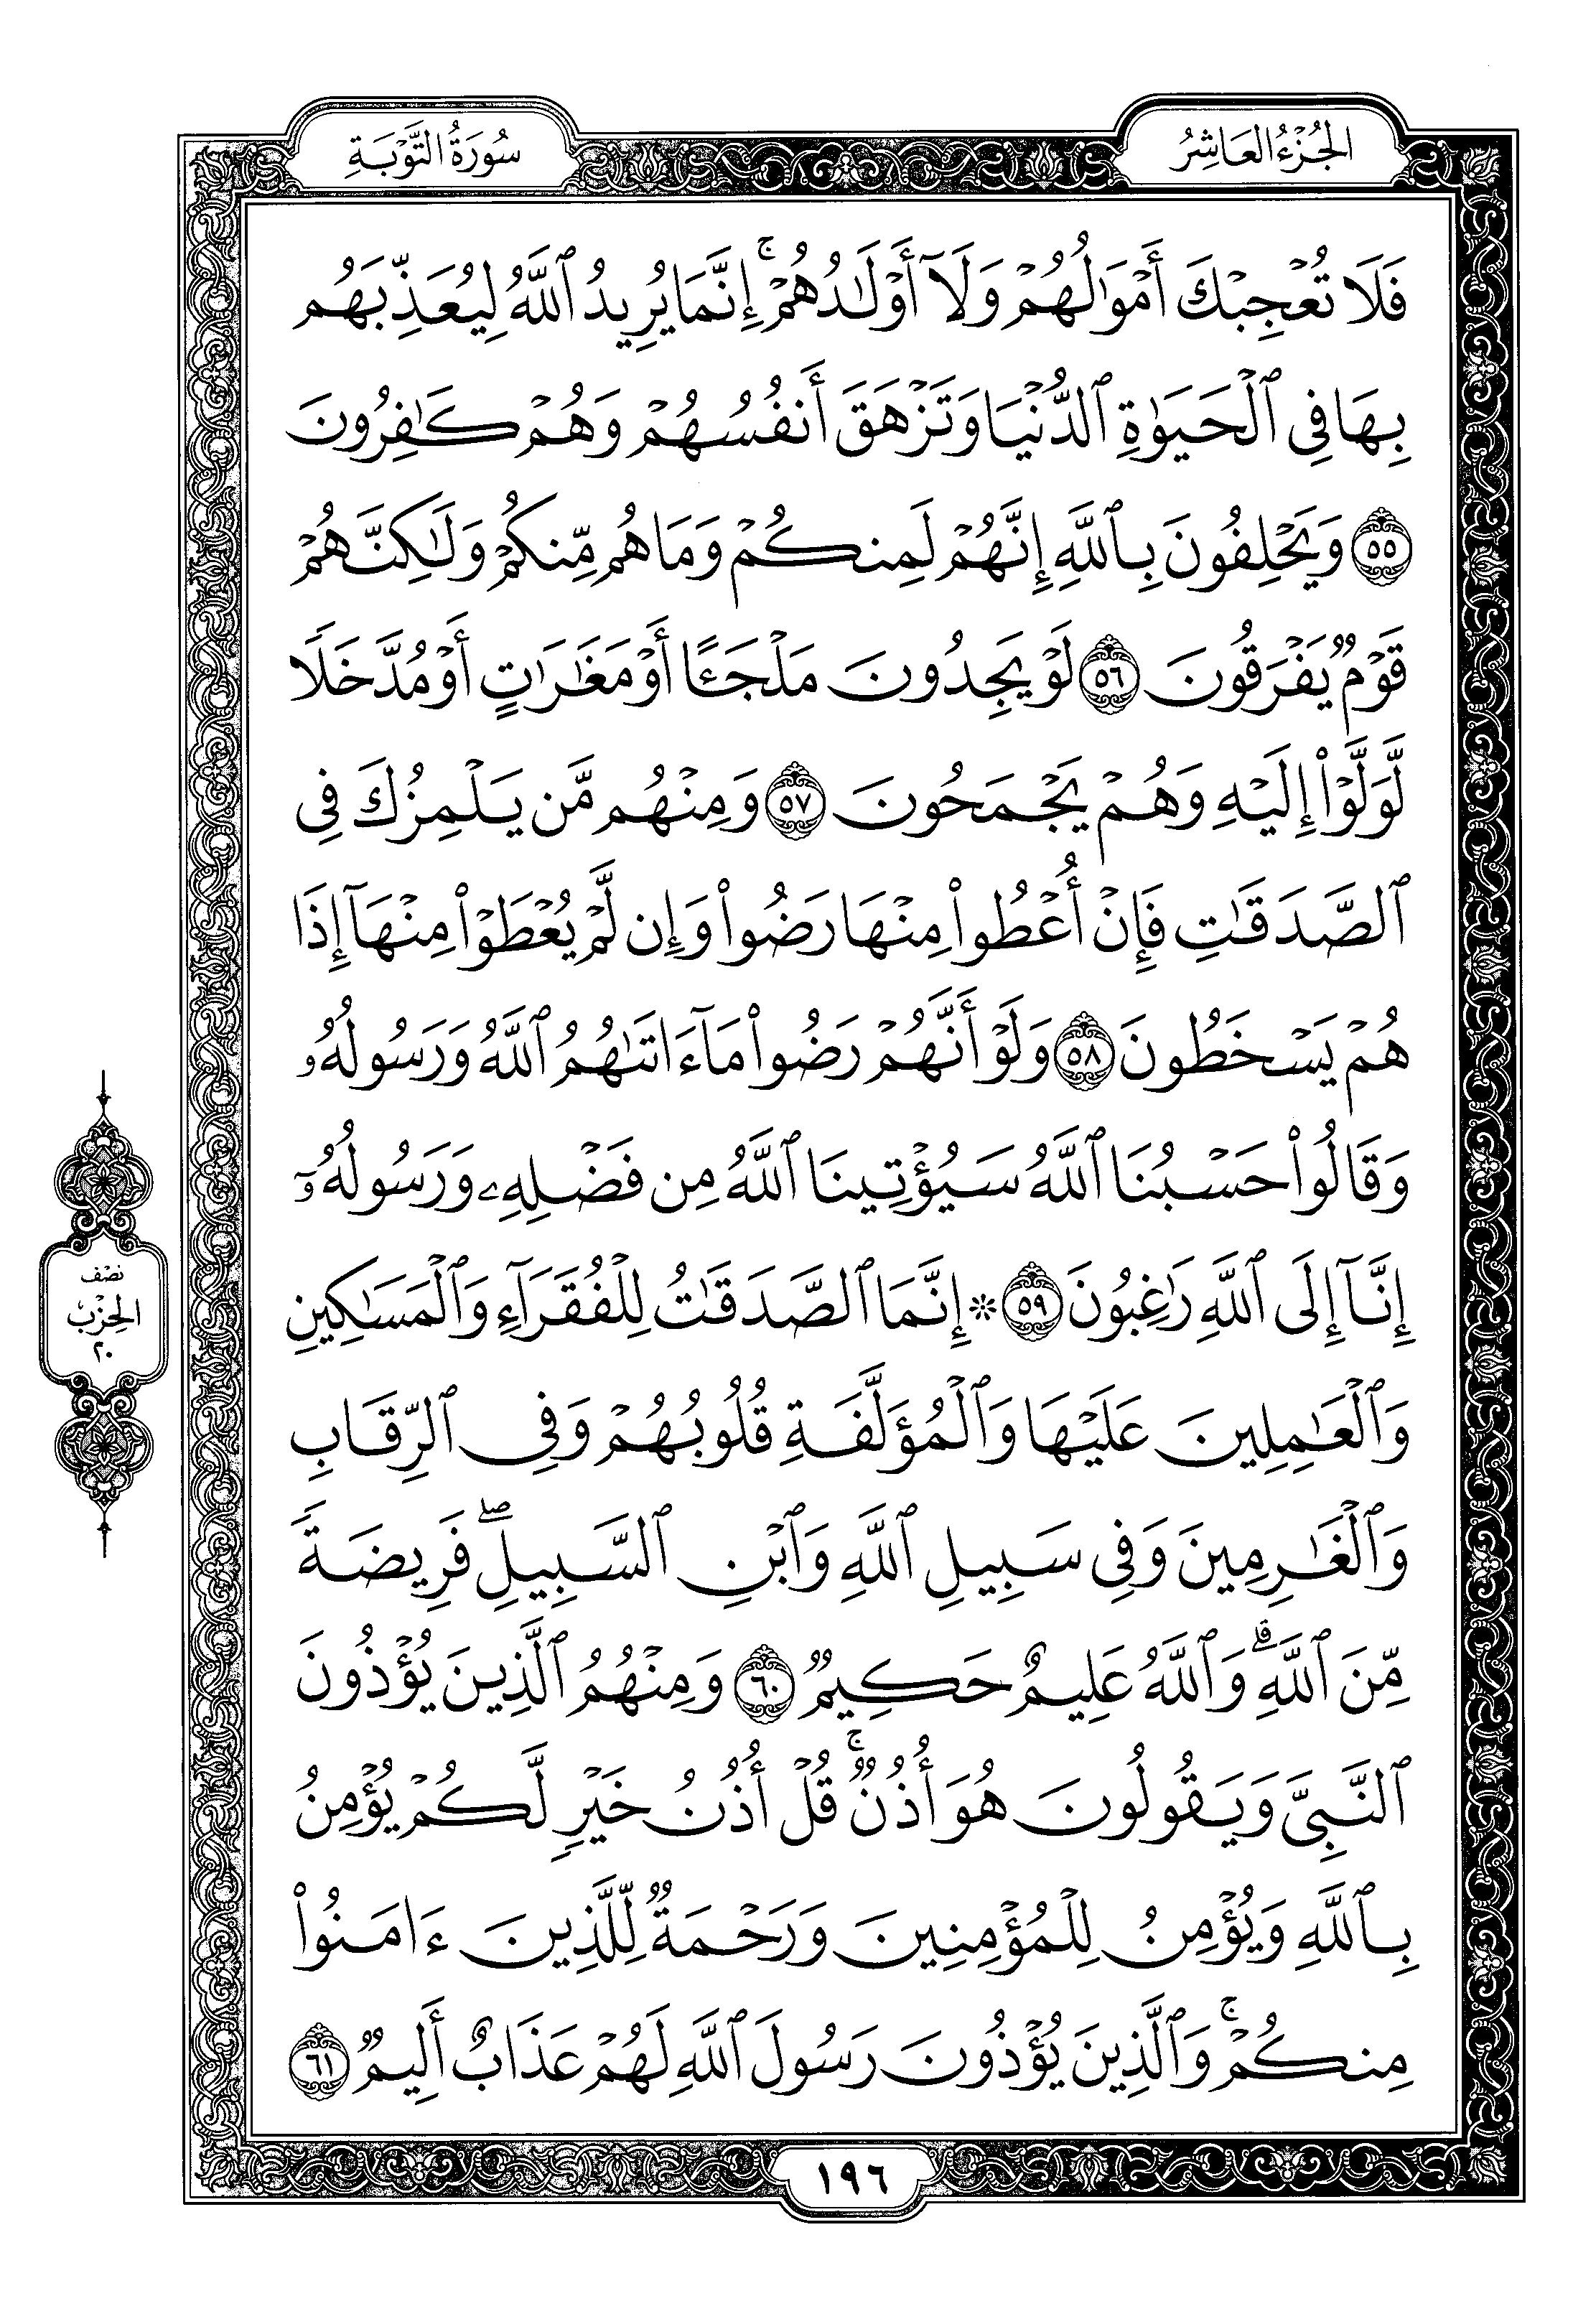 الجُزْءُ العَاشِرُ
سُورَةُ التَّوْبَةِ
فَلَا تُعْجِبْكَ أَمْوَٰلُهُمْ وَلَآ أَوْلَٰدُهُمْ ۚ إِنَّمَا يُرِيدُ ٱللَّهُ لِيُعَذِّبَهُم
بِهَا فِى ٱلْحَيَوٰةِ ٱلدُّنْيَا وَتَزْهَقَ أَنفُسُهُمْ وَهُمْ كَٰفِرُونَ
٥٥ وَيَحْلِفُونَ بِٱللَّهِ إِنَّهُمْ لَمِنكُمْ وَمَا هُم مِّنكُمْ وَلَٰكِنَّهُمْ
قَوْمٌ يَفْرَقُونَ ٥٦ لَوْ يَجِدُونَ مَلْجَـًٔا أَوْ مَغَٰرَٰتٍ أَوْ مُدَّخَلًا
لَّوَلَّوْا۟ إِلَيْهِ وَهُمْ يَجْمَحُونَ ٥٧ وَمِنْهُم مَّن يَلْمِزُكَ فِى
ٱلصَّدَقَٰتِ فَإِنْ أُعْطُوا۟ مِنْهَا رَضُوا۟ وَإِن لَّمْ يُعْطَوْا۟ مِنْهَآ إِذَا
هُمْ يَسْخَطُونَ ٥٨ وَلَوْ أَنَّهُمْ رَضُوا۟ مَآ ءَاتَىٰهُمُ ٱللَّهُ وَرَسُولُهُۥ
وَقَالُوا۟ حَسْبُنَا ٱللَّهُ سَيُؤْتِينَا ٱللَّهُ مِن فَضْلِهِۦ وَرَسُولُهُۥٓ
إِنَّآ إِلَى ٱللَّهِ رَٰغِبُونَ ٥٩ ۞ إِنَّمَا ٱلصَّدَقَٰتُ لِلْفُقَرَآءِ وَٱلْمَسَٰكِينِ
وَٱلْعَٰمِلِينَ عَلَيْهَا وَٱلْمُؤَلَّفَةِ قُلُوبُهُمْ وَفِى ٱلرِّقَابِ
وَٱلْغَٰرِمِينَ وَفِى سَبِيلِ ٱللَّهِ وَٱبْنِ ٱلسَّبِيلِ ۖ فَرِيضَةً
مِّنَ ٱللَّهِ ۗ وَٱللَّهُ عَلِيمٌ حَكِيمٌ ٦٠ وَمِنْهُمُ ٱلَّذِينَ يُؤْذُونَ
ٱلنَّبِىَّ وَيَقُولُونَ هُوَ أُذُنٌ ۚ قُلْ أُذُنُ خَيْرٍ لَّكُمْ يُؤْمِنُ
بِٱللَّهِ وَيُؤْمِنُ لِلْمُؤْمِنِينَ وَرَحْمَةٌ لِّلَّذِينَ ءَامَنُوا۟
مِنكُمْ ۚ وَٱلَّذِينَ يُؤْذُونَ رَسُولَ ٱللَّهِ لَهُمْ عَذَابٌ أَلِيمٌ ٦١
نصف
الحِزْب
٢٠
١٩٦